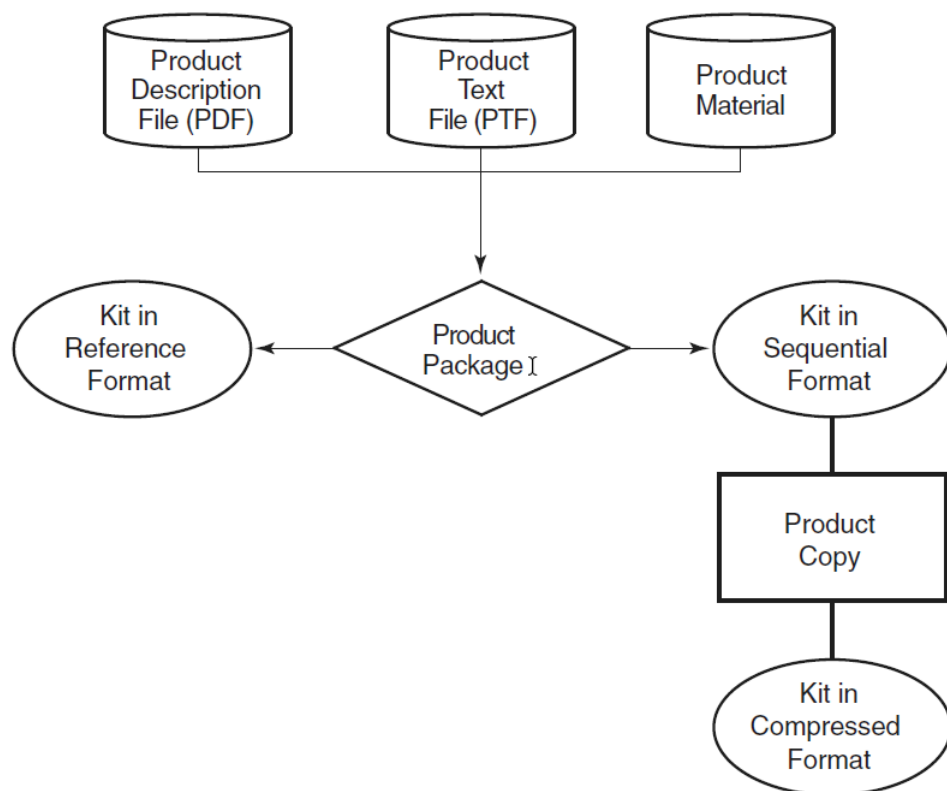 Product
Description
File (PDF)
Product
Text
File (PTF)
Product
Material
Kit in
Reference
Format
Product
Package
Kit in
Sequential
Format
Product
Copy
Kit in
Compressed
Format